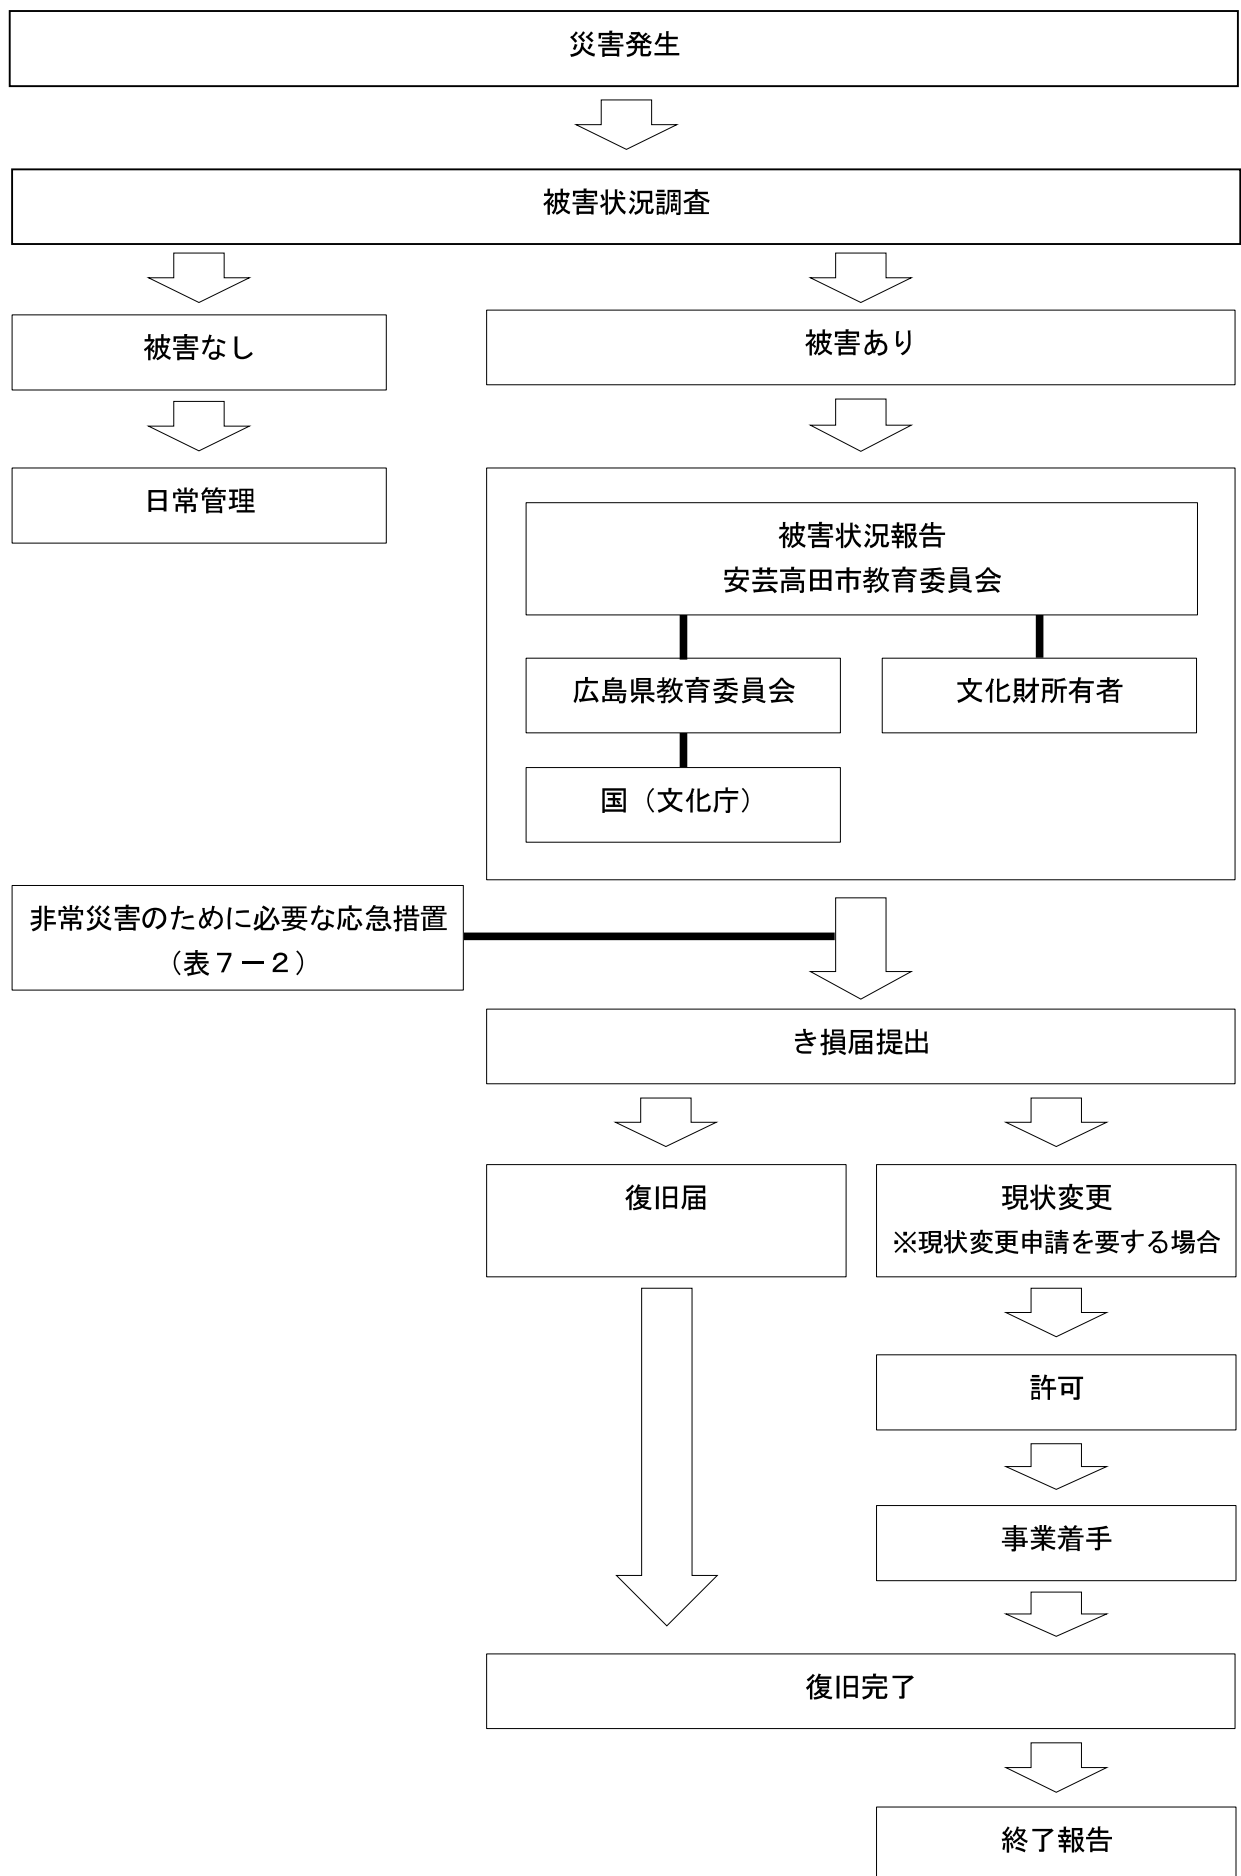 災害発生
被害状況調査
被害なし
被害あり
日常管理
被害状況報告
安芸高田市教育委員会
広島県教育委員会
文化財所有者
国（文化庁）
非常災害のために必要な応急措置
（表７－２）
き損届提出
復旧届
現状変更
※現状変更申請を要する場合
許可
事業着手
復旧完了
終了報告